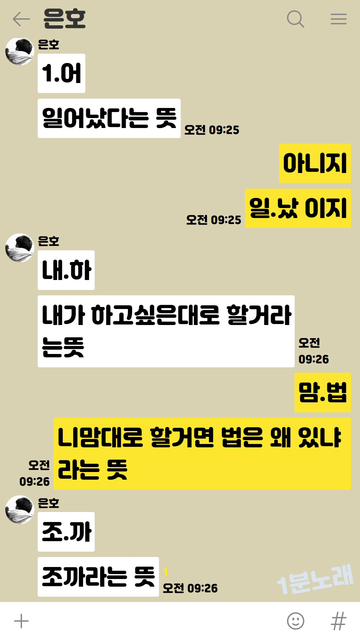 은호
은호
1.어
일어났다는 뜻
오전 09:25
아니지
오전 09:25
일.났 이지
은호
내.하
내가 하고싶은대로 할거라
는뜻
오전
09:26
맘.법
니맘대로 할거면 법은 왜 있냐
라는 뜻
오전
09:26
은호
조.까
조까라는 뜻
1
오전 09:26
1분노래